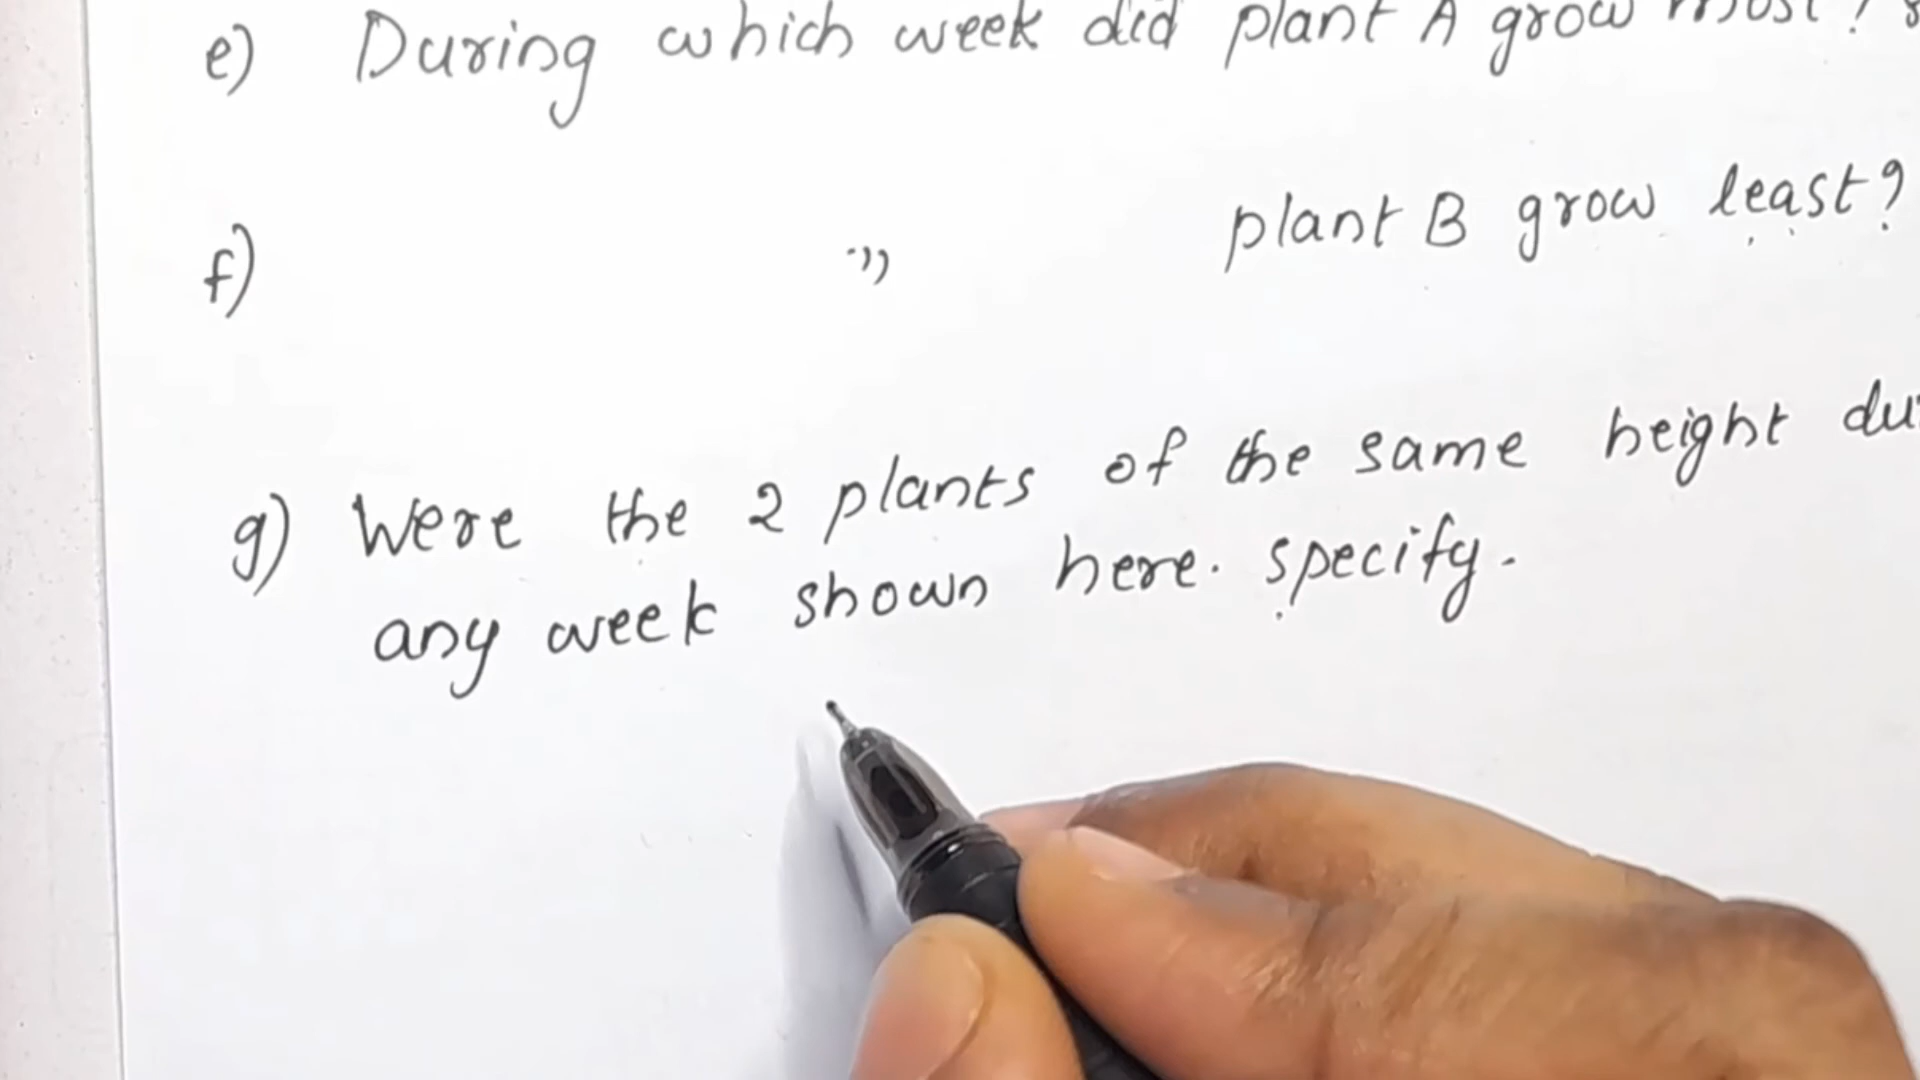 e) During which week did plant A grow most?
f) " plant B grow least?
g) Were the 2 plants of the same height
any week shown here. specify.